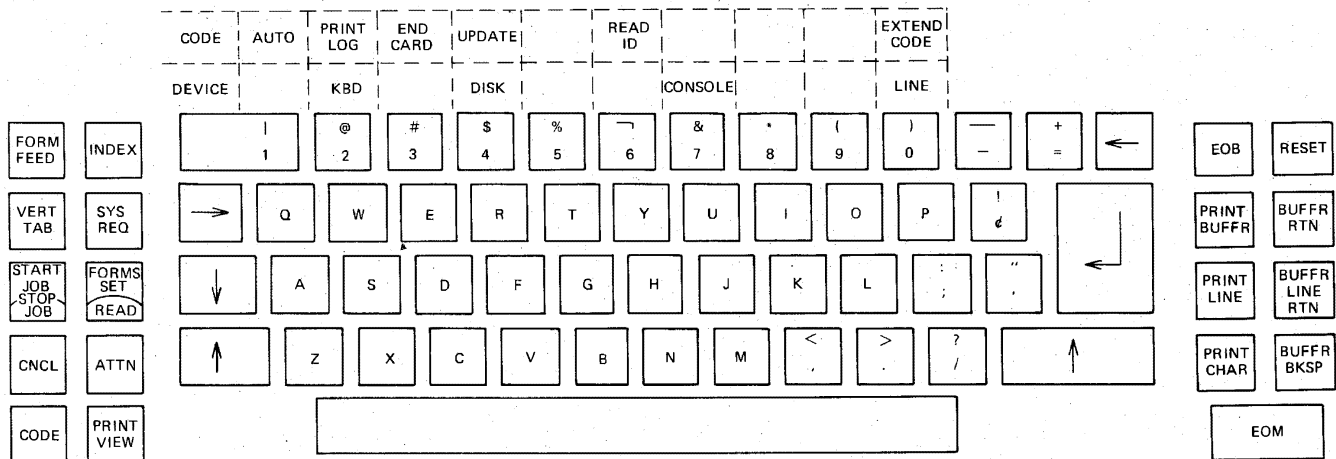 CODE AUTO PRINT LOG END CARD UPDATE READ ID EXTEND CODE
DEVICE KBD DISK CONSOLE LINE
FORM FEED INDEX | 1 @ 2 # 3 $ 4 % 5 ¬ 6 & 7 * 8 ( 9 ) 0 — - + = ← EOB RESET
VERT TAB SYS REQ → Q W E R T Y U I O P ! ¢ ↵ PRINT BUFFR BUFFR RTN
START JOB STOP JOB FORMS SET READ ↓ A S D F G H J K L : ; " ' PRINT LINE BUFFR LINE RTN
CNCL ATTN ↑ Z X C V B N M < , > . ? / ↑ PRINT CHAR BUFFR BKSP
CODE PRINT VIEW EOM